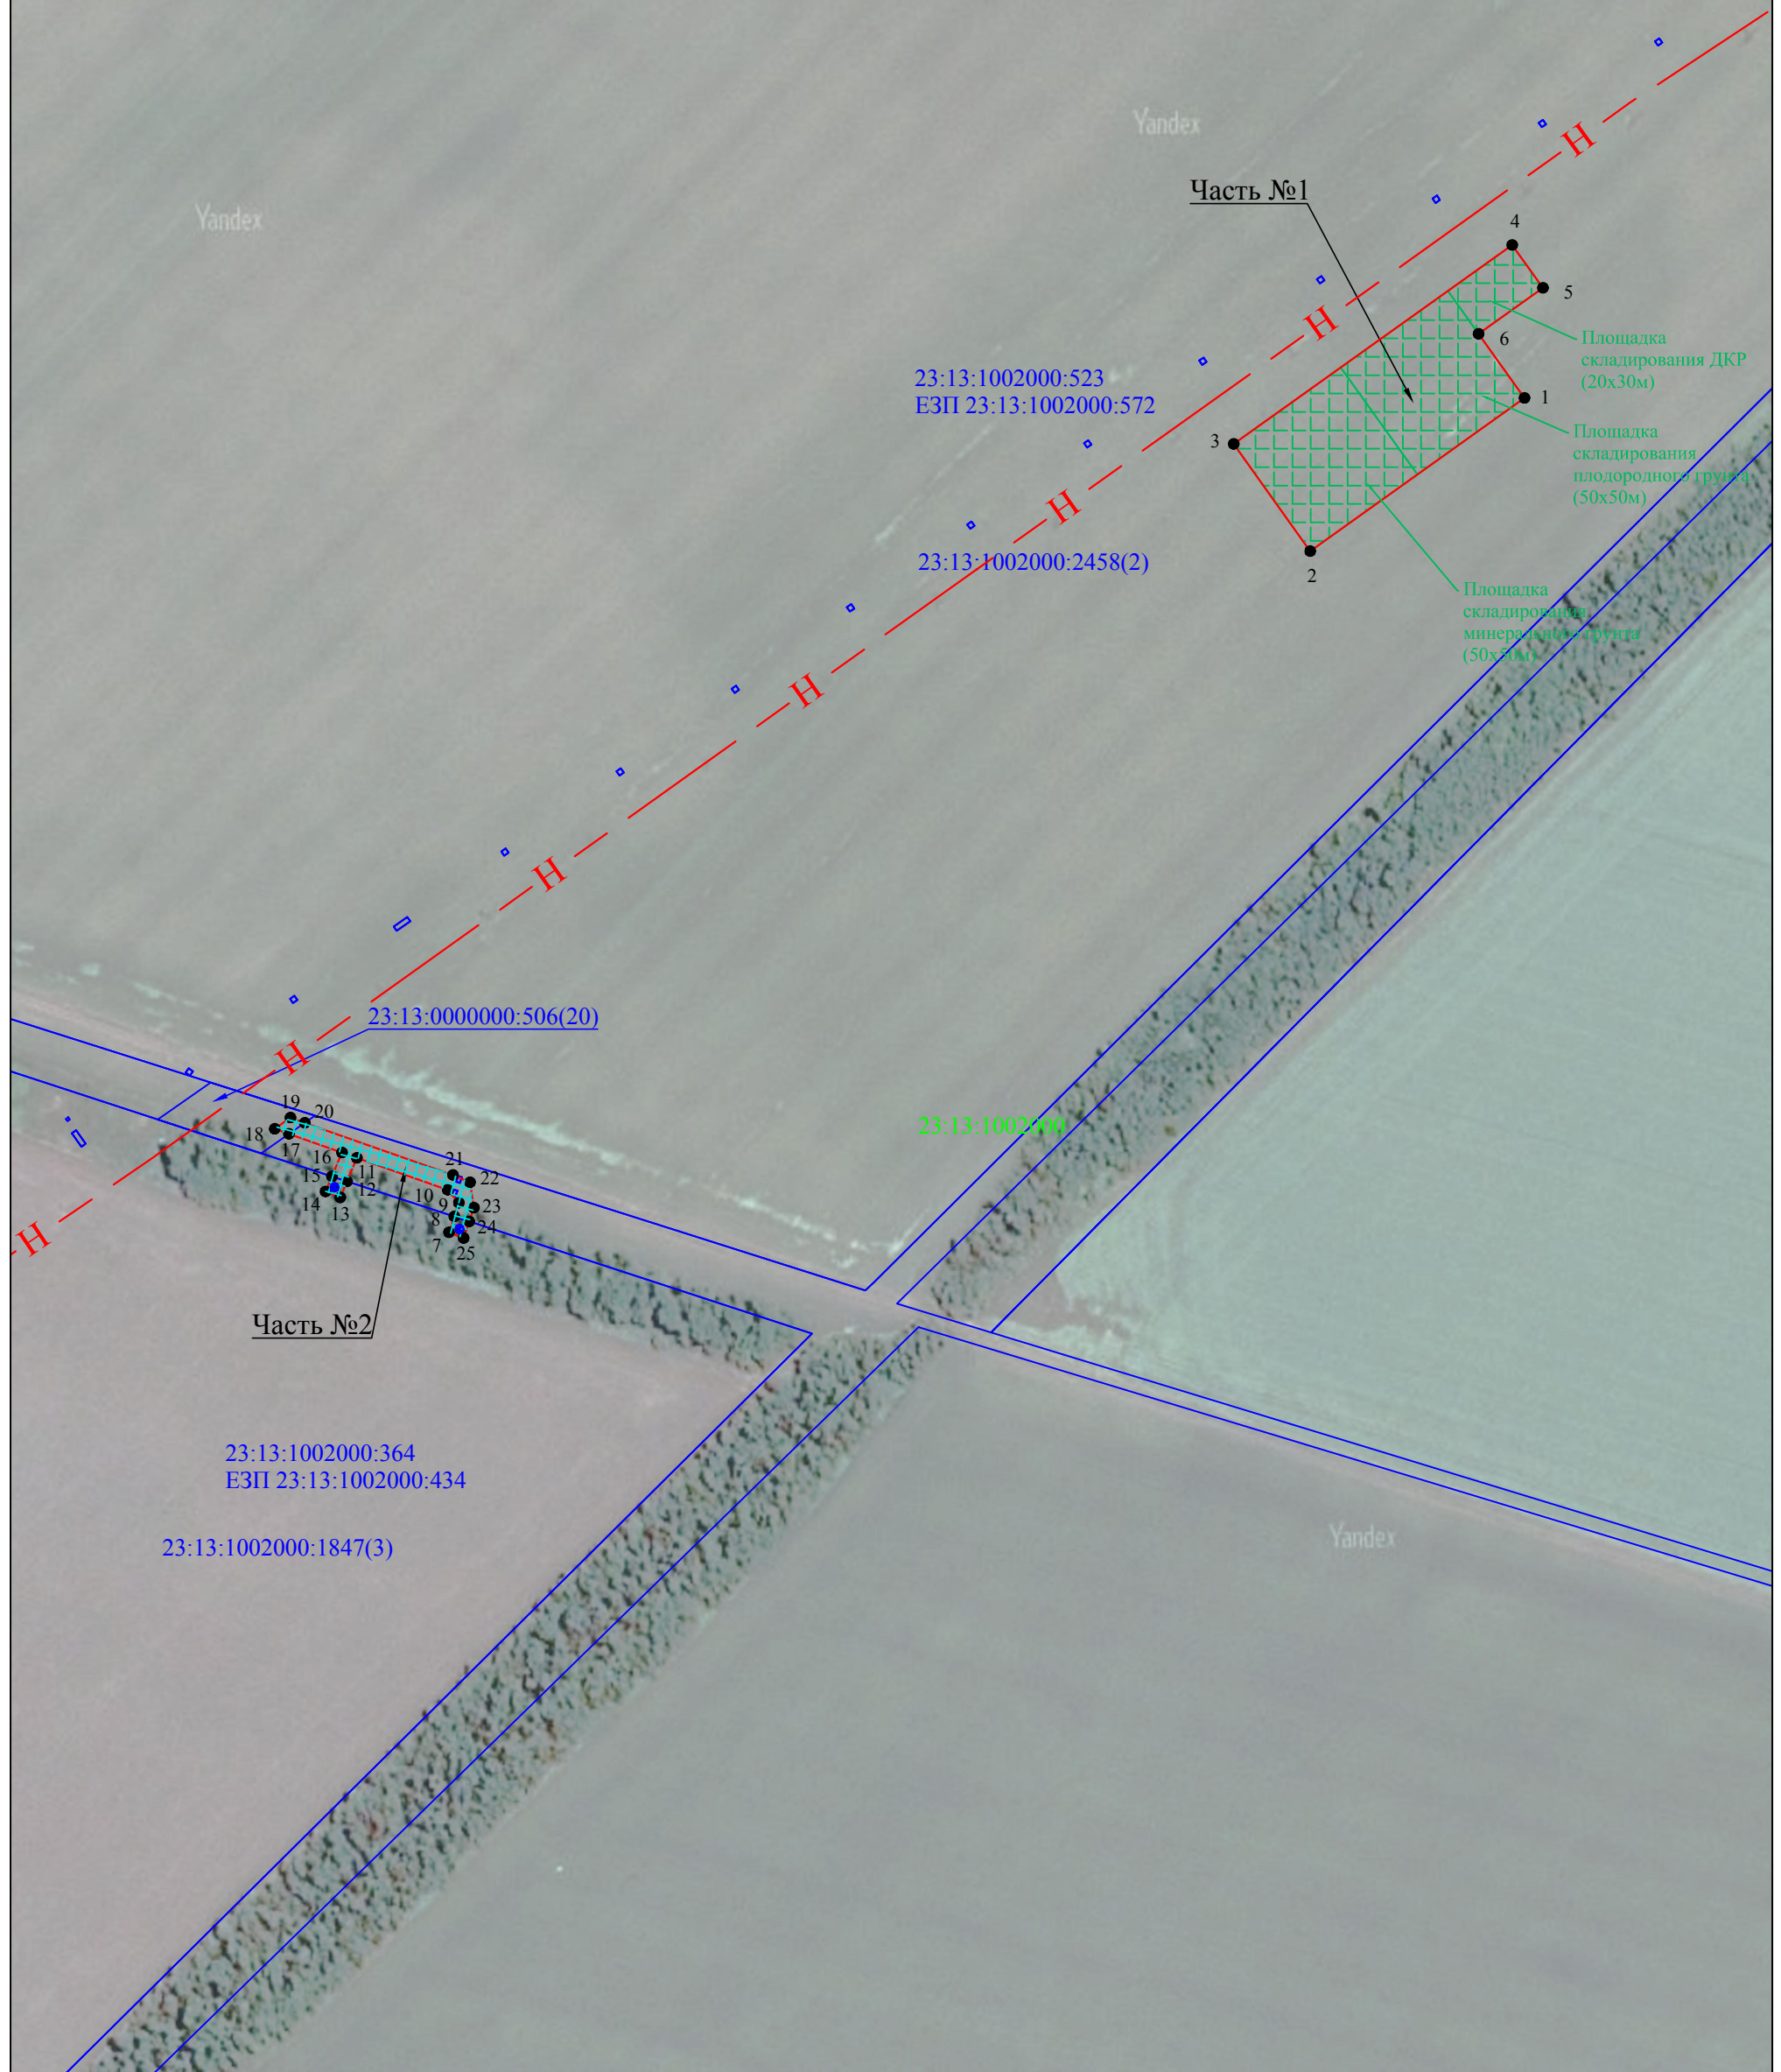 Yandex
Yandex
Н
Часть №1
4
5
6
Площадка
складирования ДКР
(20х30м)
Н
23:13:1002000:523
ЕЗП 23:13:1002000:572
1
3
Площадка
складирования
плодородного грунта
(50х50м)
Н
23:13:1002000:2458(2)
2
Площадка
складирования
минерального грунта
(50х50м)
Н
Н
23:13:0000000:506(20)
Н
19
20
18
17
16
11
15
12
14
13
21
22
10
9
23
8
24
7
25
23:13:1002000
Н
Часть №2
23:13:1002000:364
ЕЗП 23:13:1002000:434
23:13:1002000:1847(3)
Yandex